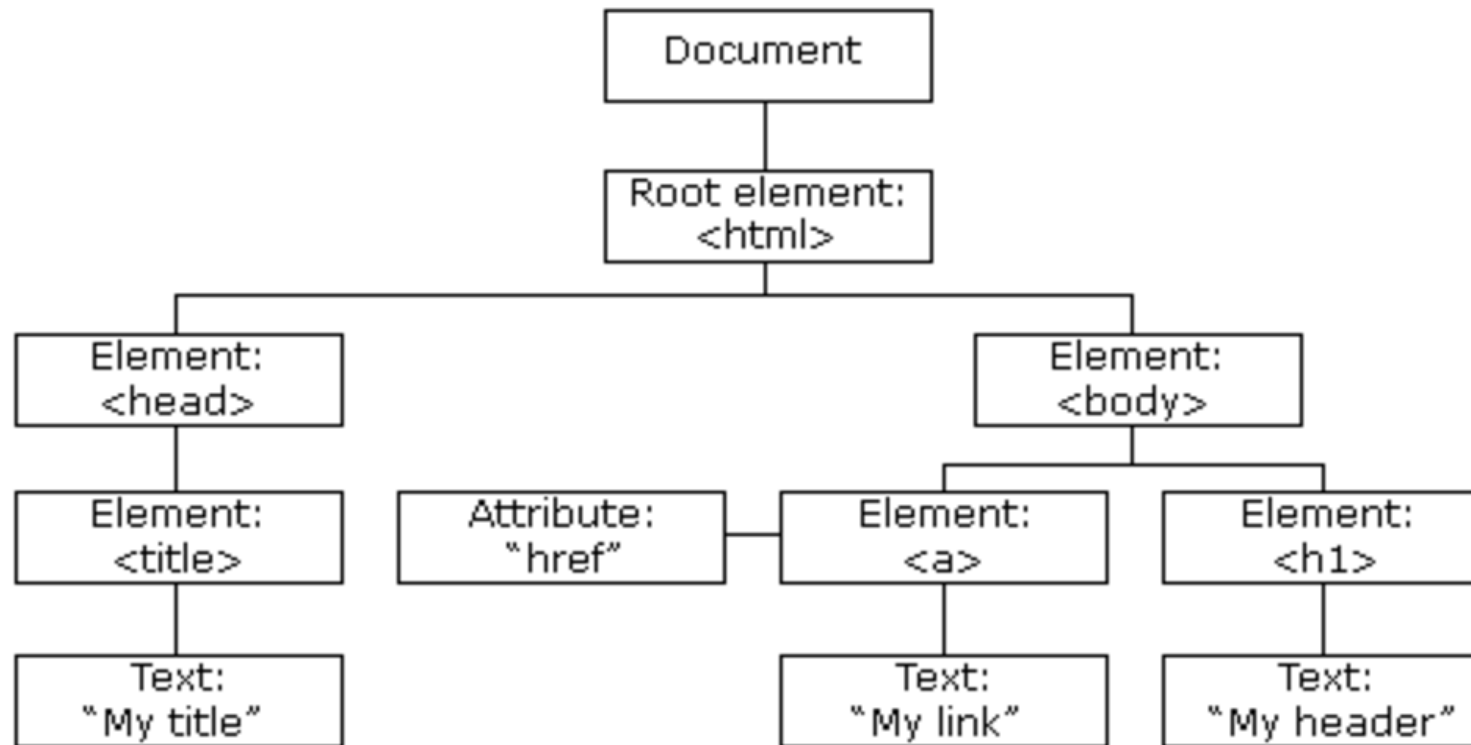 Document
Root element:
<html>
Element:
<head>
Element:
<body>
Element:
<title>
Attribute:
“href”
Element:
<a>
Element:
<h1>
Text:
“My title”
Text:
“My link”
Text:
“My header”